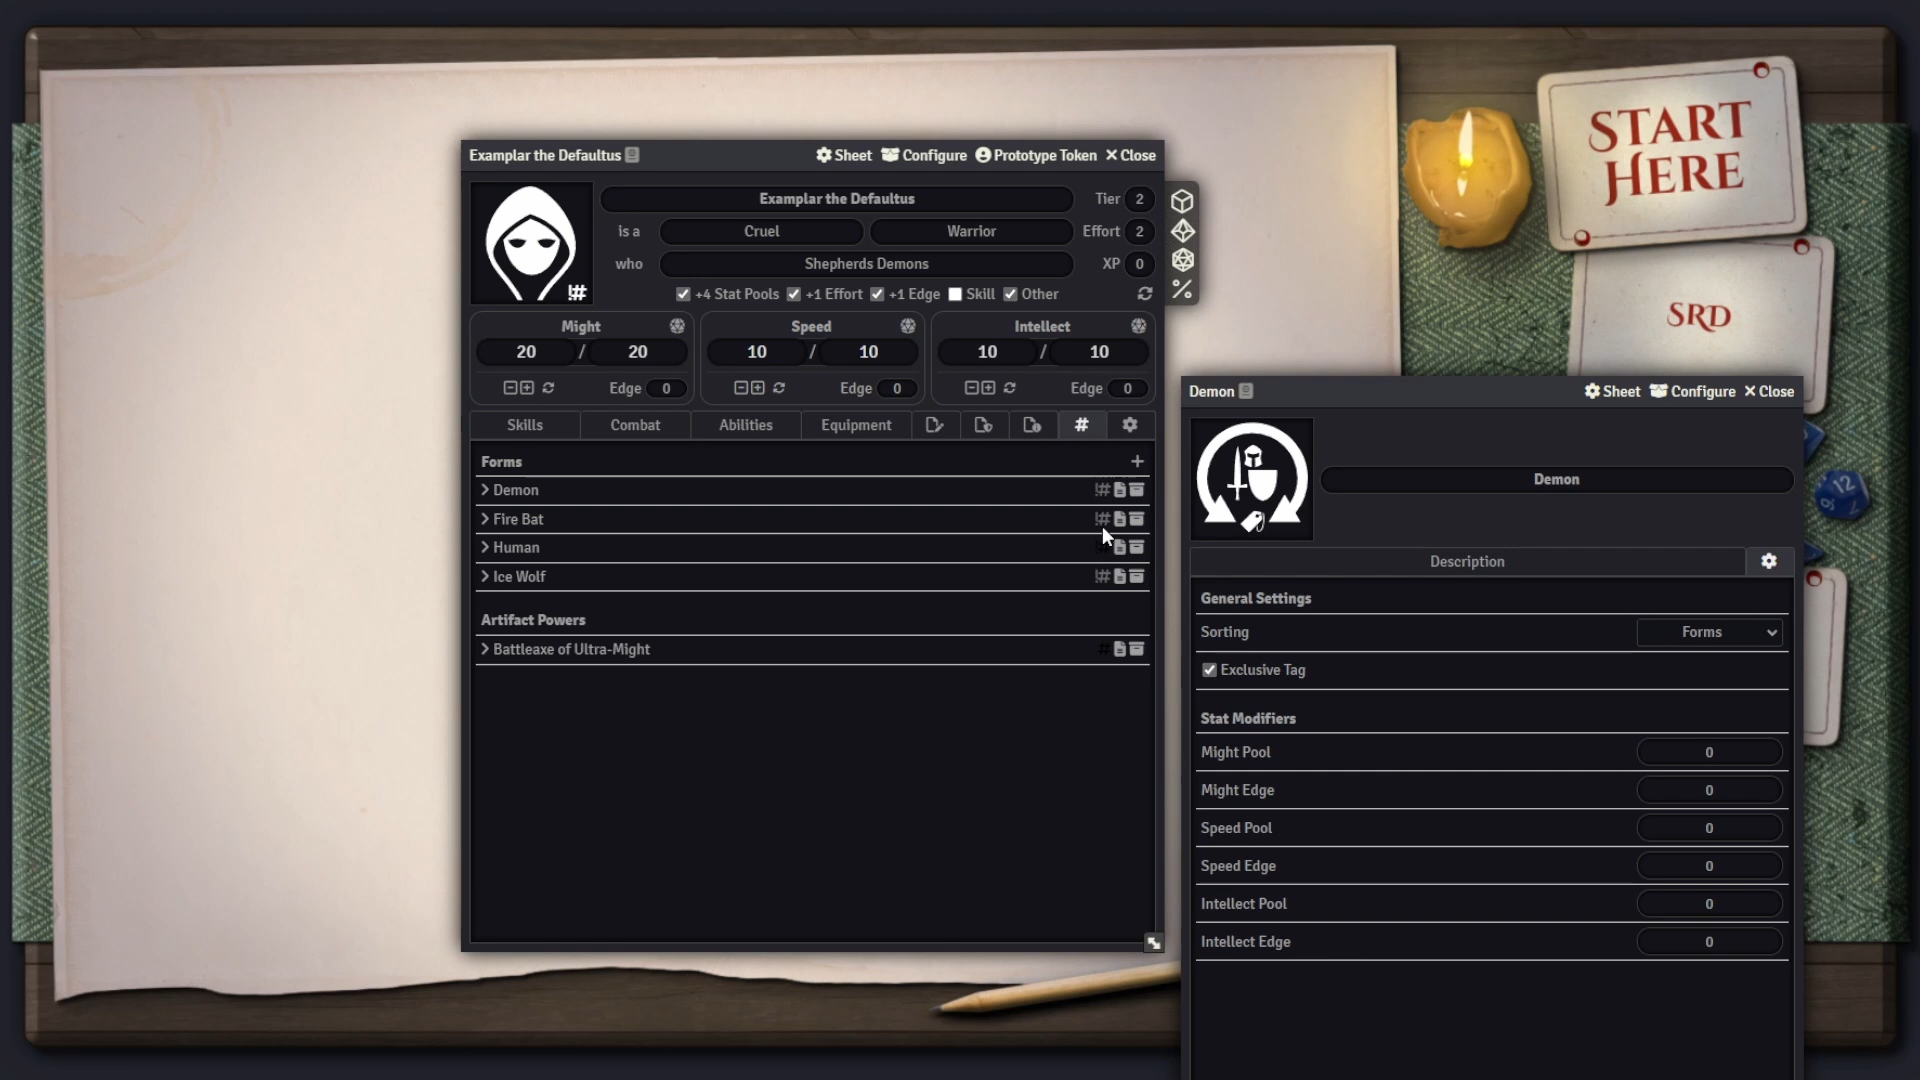 Examplar the Defaultus
Sheet Configure Prototype Token Close
Examplar the Defaultus
Tier 2
is a Cruel Warrior
Effort 2
who Shepherds Demons
XP 0
+4 Stat Pools +1 Effort +1 Edge Skill Other
!#
Might Speed Intellect
20 / 20 10 / 10 10 / 10
Edge 0 Edge 0 Edge 0
Skills Combat Abilities Equipment #
Forms
Demon !#
Fire Bat !#
Human #
Ice Wolf !#
Artifact Powers
Battleaxe of Ultra-Might #
START
HERE
SRD
12
Demon
Sheet Configure Close
Demon
Description
General Settings
Sorting Forms
Exclusive Tag
Stat Modifiers
Might Pool 0
Might Edge 0
Speed Pool 0
Speed Edge 0
Intellect Pool 0
Intellect Edge 0